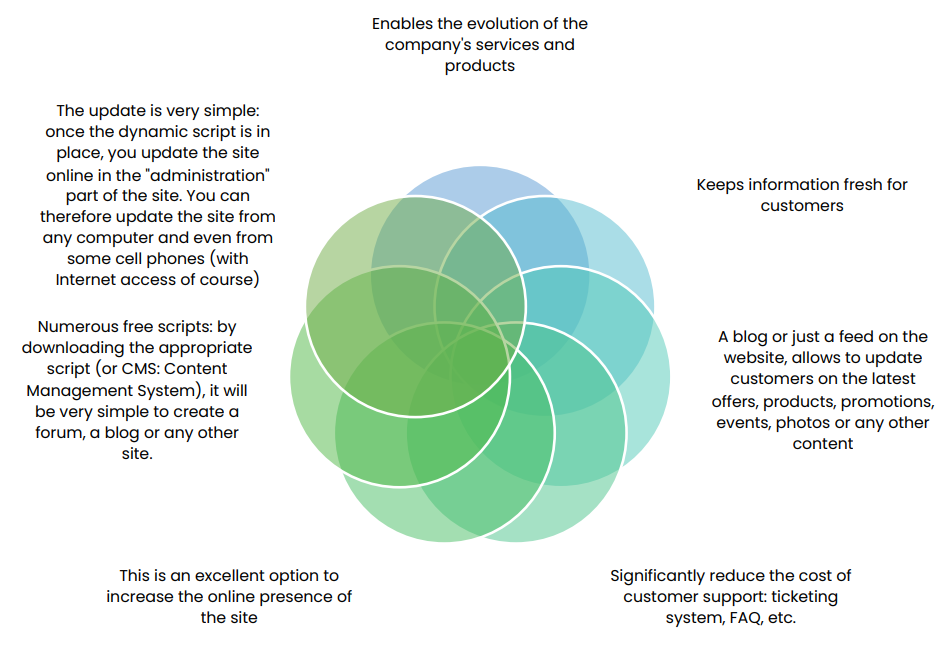 Enables the evolution of the
company's services and
products
The update is very simple:
once the dynamic script is in
place, you update the site
online in the "administration"
part of the site. You can
therefore update the site from
any computer and even from
some cell phones (with
Internet access of course)
Keeps information fresh for
customers
Numerous free scripts: by
downloading the appropriate
script (or CMS: Content
Management System), it will
be very simple to create a
forum, a blog or any other
site.
A blog or just a feed on the
website, allows to update
customers on the latest
offers, products, promotions,
events, photos or any other
content
This is an excellent option to
increase the online presence of
the site
Significantly reduce the cost of
customer support: ticketing
system, FAQ, etc.